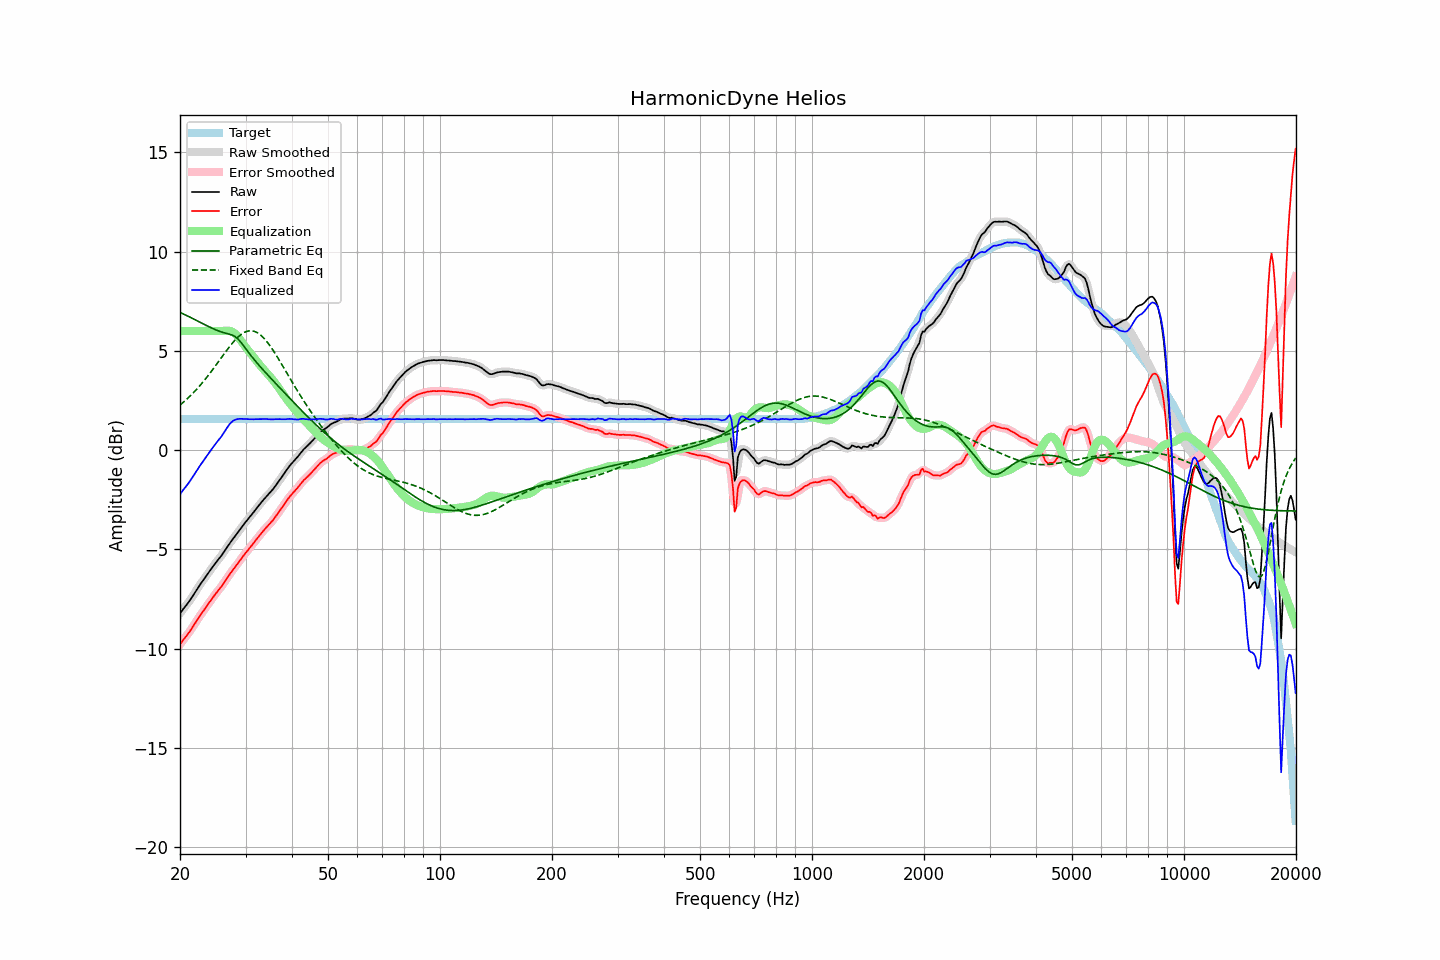 HarmonicDyne Helios
Target
Raw Smoothed
Error Smoothed
Raw
Error
Equalization
Parametric Eq
Fixed Band Eq
Equalized
15
10
5
0
−5
−10
−15
−20
Amplitude (dBr)
20 50 100 200 500 1000 2000 5000 10000 20000
Frequency (Hz)